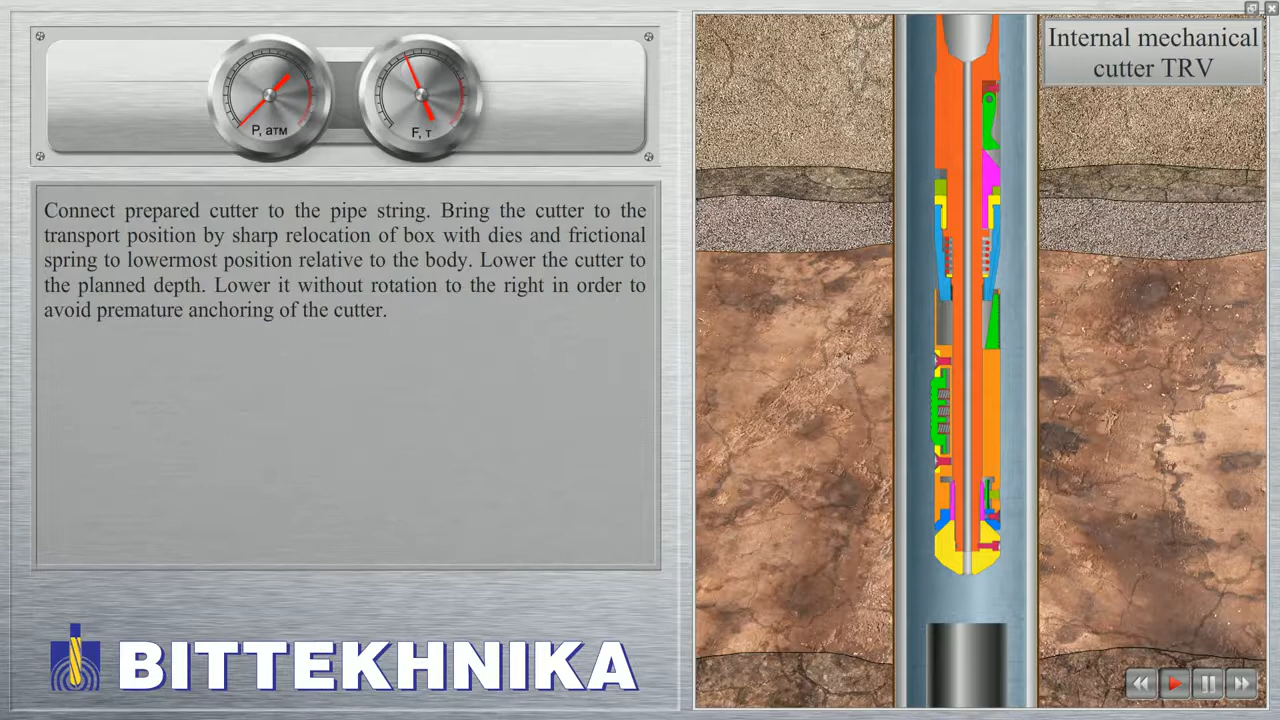 Internal mechanical
cutter TRV
P, атм
F, т
Connect prepared cutter to the pipe string. Bring the cutter to the
transport position by sharp relocation of box with dies and frictional
spring to lowermost position relative to the body. Lower the cutter to
the planned depth. Lower it without rotation to the right in order to
avoid premature anchoring of the cutter.
BITTEKHNIKA